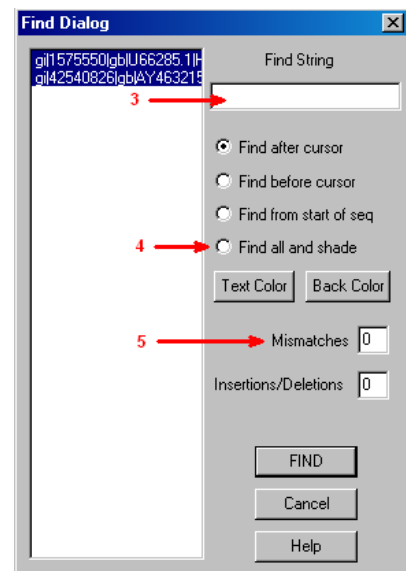 Find Dialog
gi|1575550|gb|U66285.1|H
gi|42540826|gb|AY463215
Find String
3
Find after cursor
Find before cursor
Find from start of seq
4
Find all and shade
Text Color
Back Color
5
Mismatches 0
Insertions/Deletions 0
FIND
Cancel
Help